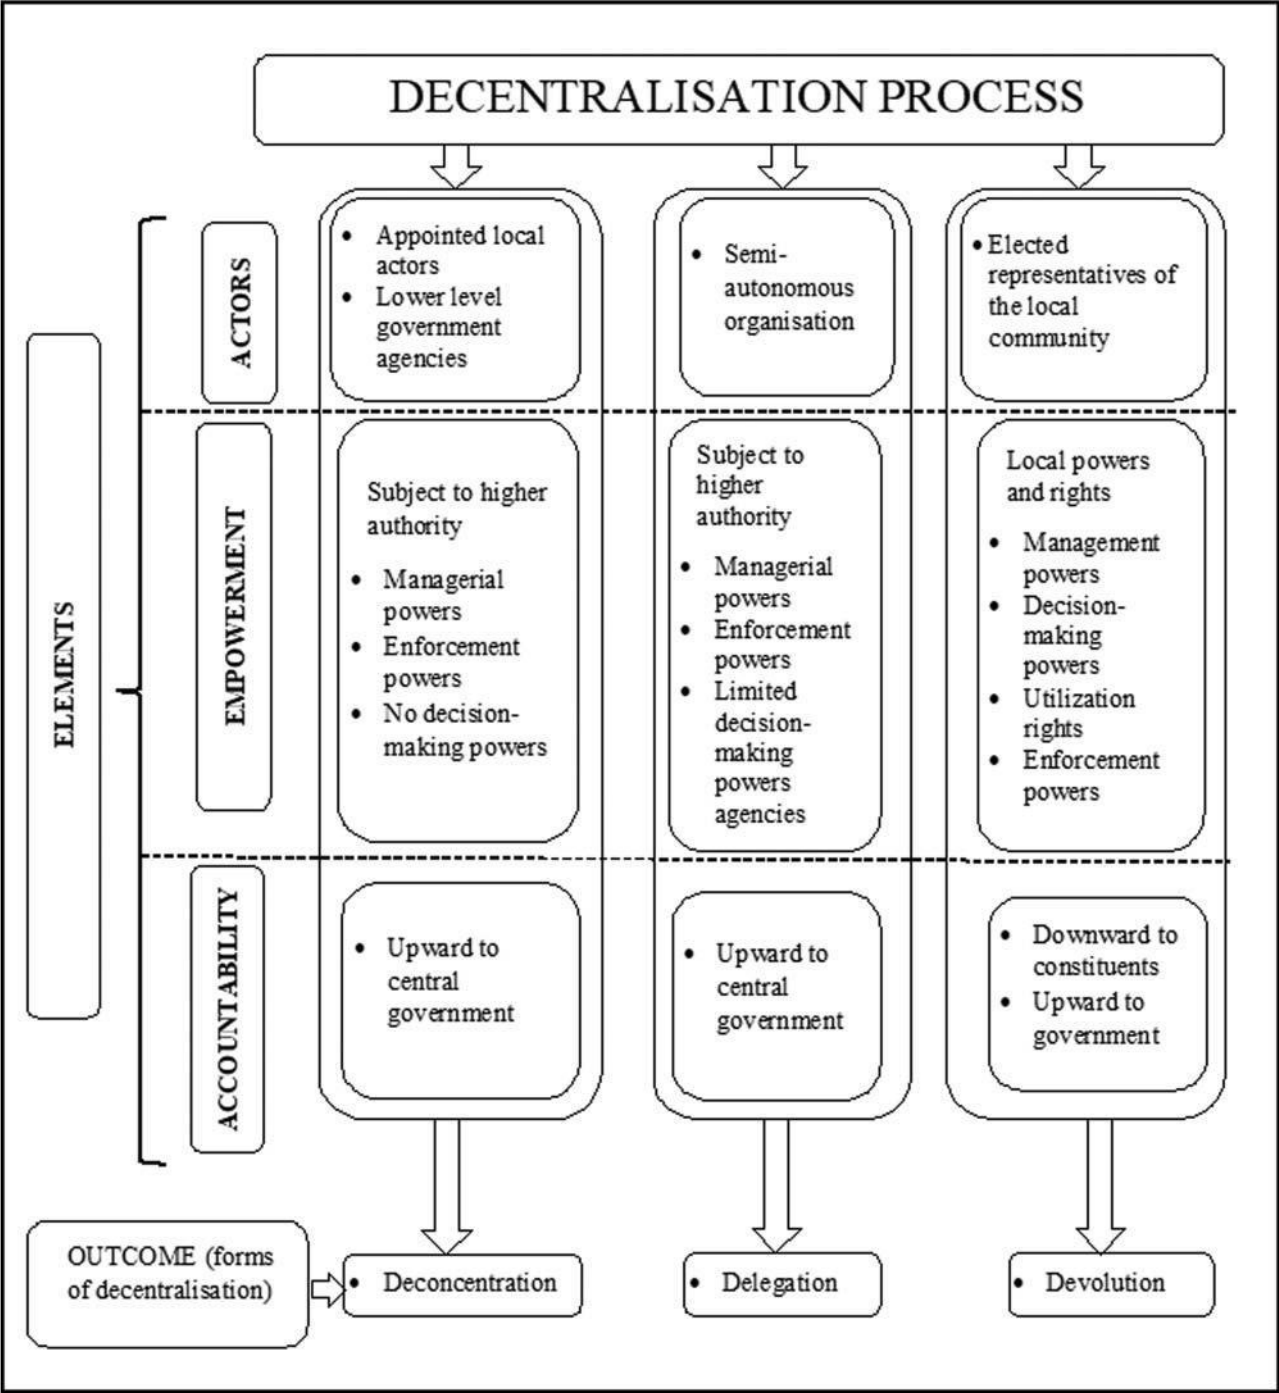 DECENTRALISATION PROCESS
ELEMENTS
ACTORS
• Appointed local
actors
• Lower level
government
agencies
• Semi-
autonomous
organisation
• Elected
representatives of
the local
community
EMPOWERMENT
Subject to higher
authority
• Managerial
powers
• Enforcement
powers
• No decision-
making powers
Subject to
higher
authority
• Managerial
powers
• Enforcement
powers
• Limited
decision-
making
powers
agencies
Local powers
and rights
• Management
powers
• Decision-
making
powers
• Utilization
rights
• Enforcement
powers
ACCOUNTABILITY
• Upward to
central
government
• Upward to
central
government
• Downward to
constituents
• Upward to
government
OUTCOME (forms
of decentralisation)
• Deconcentration
• Delegation
• Devolution